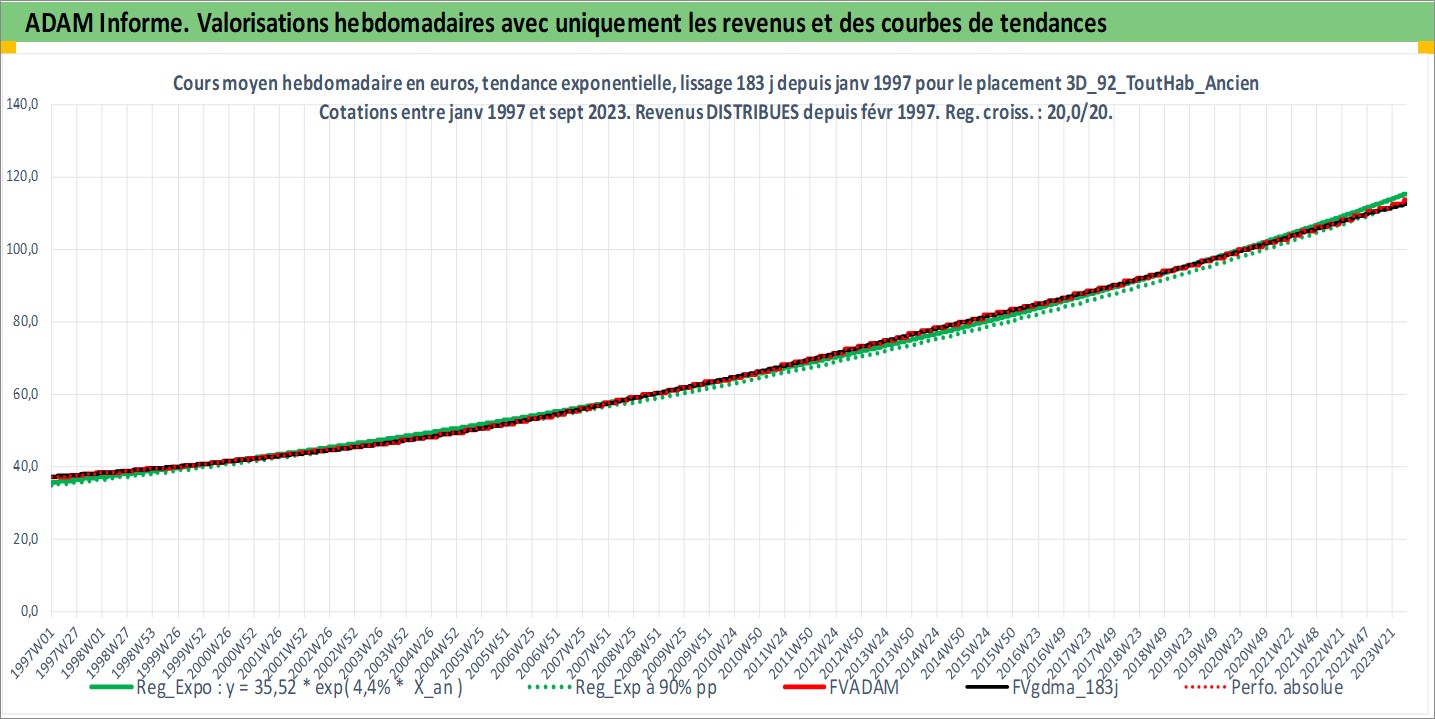 ADAM Informe. Valorisations hebdomadaires avec uniquement les revenus et des courbes de tendances
Cours moyen hebdomadaire en euros, tendance exponentielle, lissage 183 j depuis janv 1997 pour le placement 3D_92_ToutHab_Ancien
Cotations entre janv 1997 et sept 2023. Revenus DISTRIBUES depuis févr 1997. Reg. croiss. : 20,0/20.
140,0
120,0
100,0
80,0
60,0
40,0
20,0
0,0
1997W01
1997W27
1998W01
1998W27
1998W53
1999W26
1999W52
2000W26
2000W52
2001W26
2001W52
2002W26
2002W52
2003W26
2003W52
2004W26
2004W52
2005W25
2005W51
2006W25
2006W51
2007W25
2007W51
2008W25
2008W51
2009W25
2009W51
2010W24
2010W50
2011W24
2011W50
2012W24
2012W50
2013W24
2013W50
2014W24
2014W50
2015W24
2015W50
2016W23
2016W49
2017W23
2017W49
2018W23
2018W49
2019W23
2019W49
2020W23
2020W49
2021W22
2021W48
2022W21
2022W47
2023W21
Reg_Expo : y = 35,52 * exp( 4,4% * X_an )
Reg_Exp à 90% pp
FVADAM
FVgdma_183j
Perfo. absolue